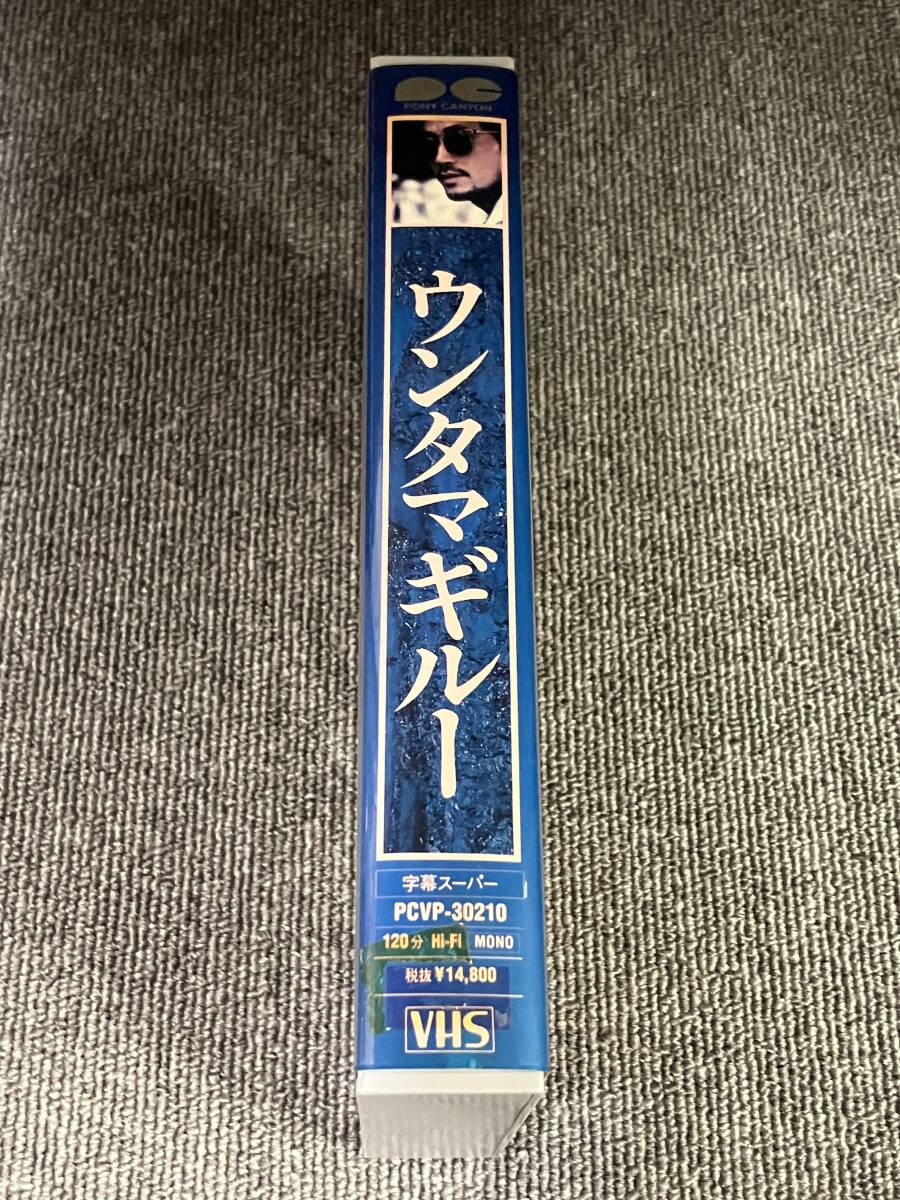 PONY CANYON
ウンタマギルー
字幕スーパー
PCVP-30210
120分 Hi-Fi MONO
税抜 ¥14,800
VHS